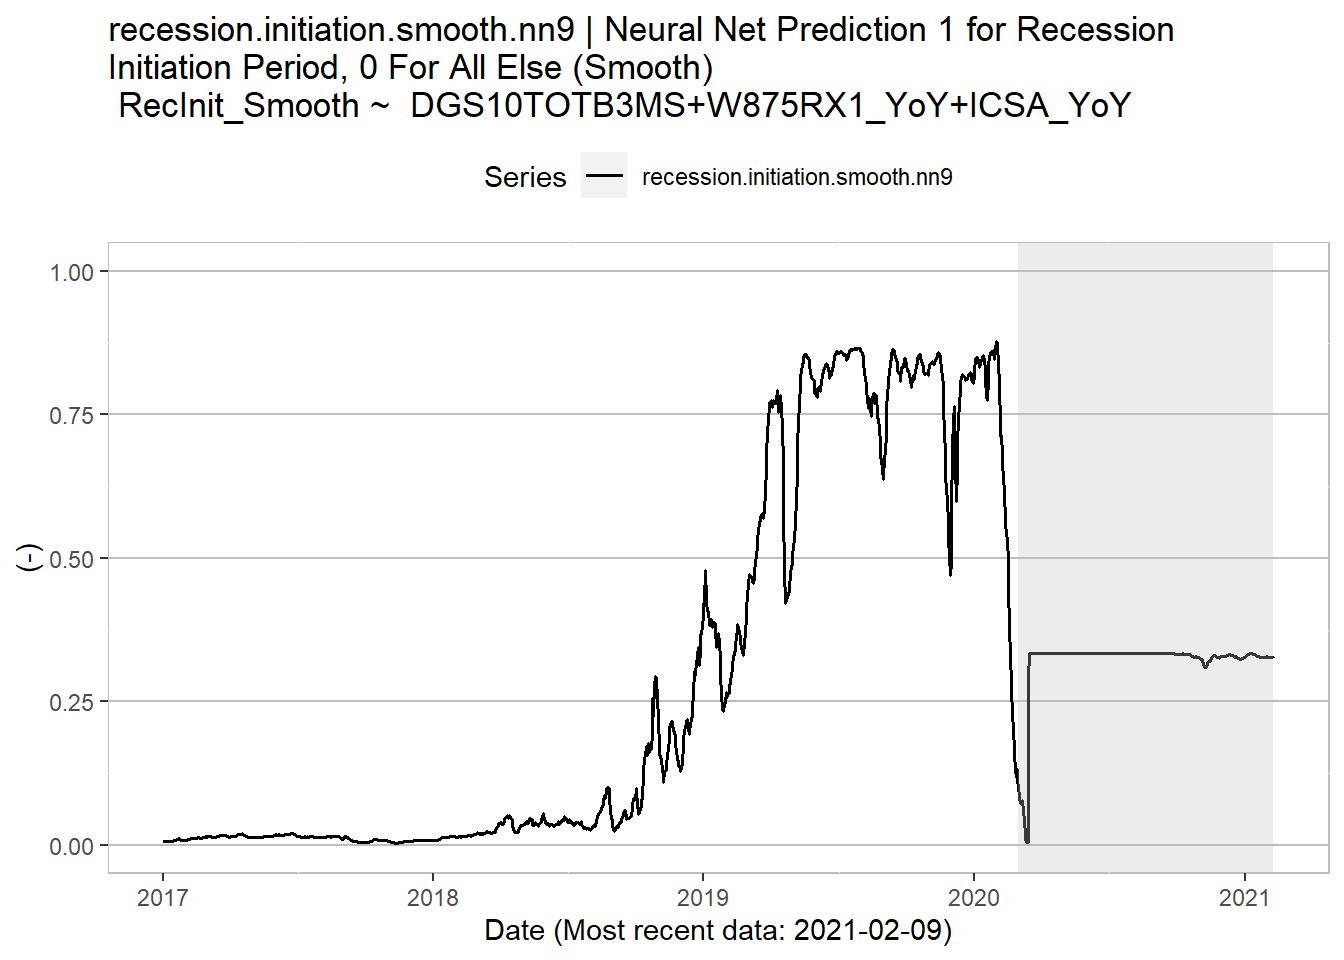 recession.initiation.smooth.nn9 | Neural Net Prediction 1 for Recession
Initiation Period, 0 For All Else (Smooth)
RecInit_Smooth ~  DGS10TOTB3MS+W875RX1_YoY+ICSA_YoY
Series recession.initiation.smooth.nn9
1.00
0.75
0.50
0.25
0.00
(-)
2017 2018 2019 2020 2021
Date (Most recent data: 2021-02-09)